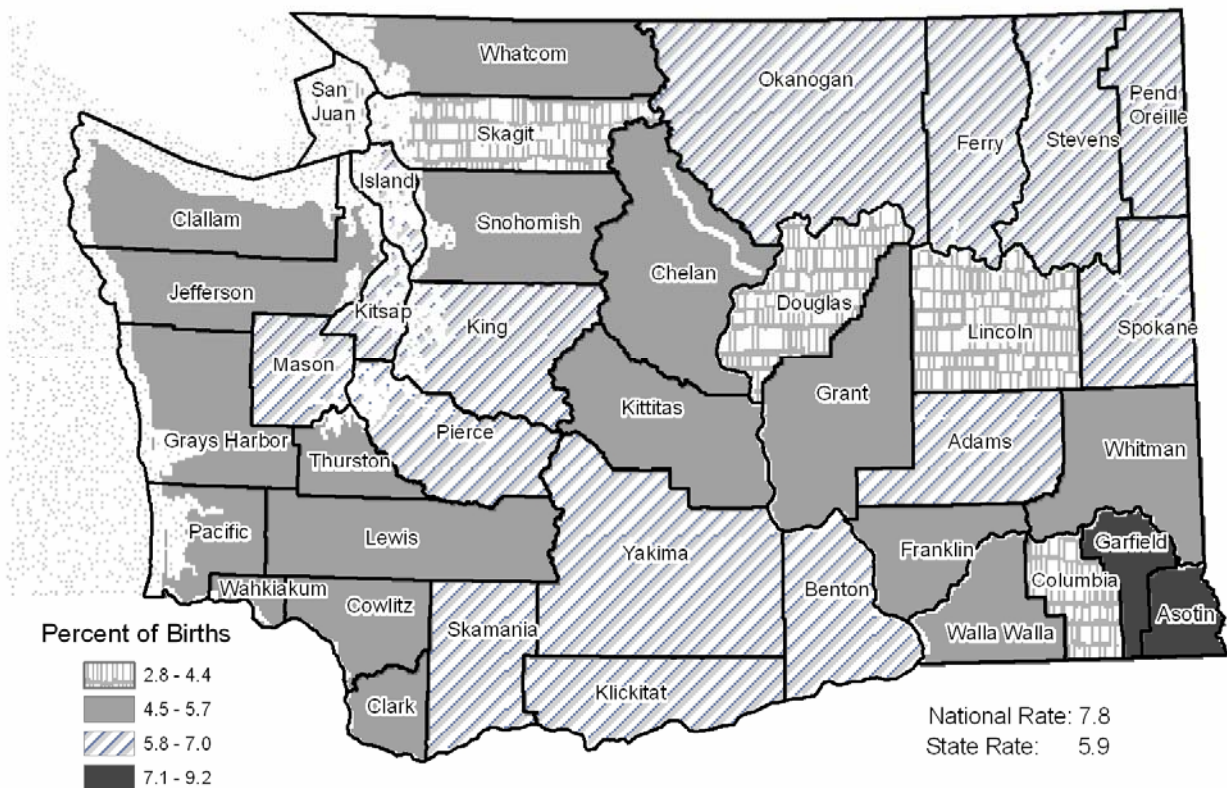 Whatcom
San
Juan
Skagit
Okanogan
Ferry
Stevens
Pend
Oreille
Island
Clallam
Snohomish
Chelan
Jefferson
Kitsap
King
Douglas
Lincoln
Spokane
Mason
Grant
Kittitas
Grays Harbor
Pierce
Thurston
Adams
Whitman
Pacific
Lewis
Yakima
Franklin
Garfield
Wahkiakum
Cowlitz
Benton
Columbia
Asotin
Skamania
Walla Walla
Klickitat
Clark
Percent of Births
2.8 - 4.4
4.5 - 5.7
5.8 - 7.0
7.1 - 9.2
National Rate: 7.8
State Rate: 5.9